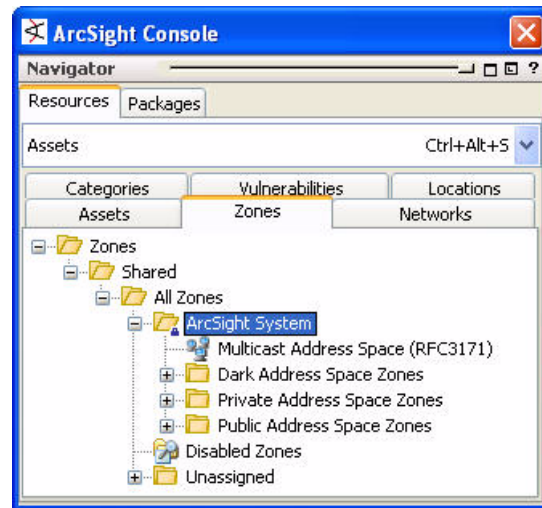 ArcSight Console
Navigator ?
Resources Packages
Assets Ctrl+Alt+S
Categories Vulnerabilities Locations
Assets Zones Networks
Zones
Shared
All Zones
ArcSight System
Multicast Address Space (RFC3171)
Dark Address Space Zones
Private Address Space Zones
Public Address Space Zones
Disabled Zones
Unassigned